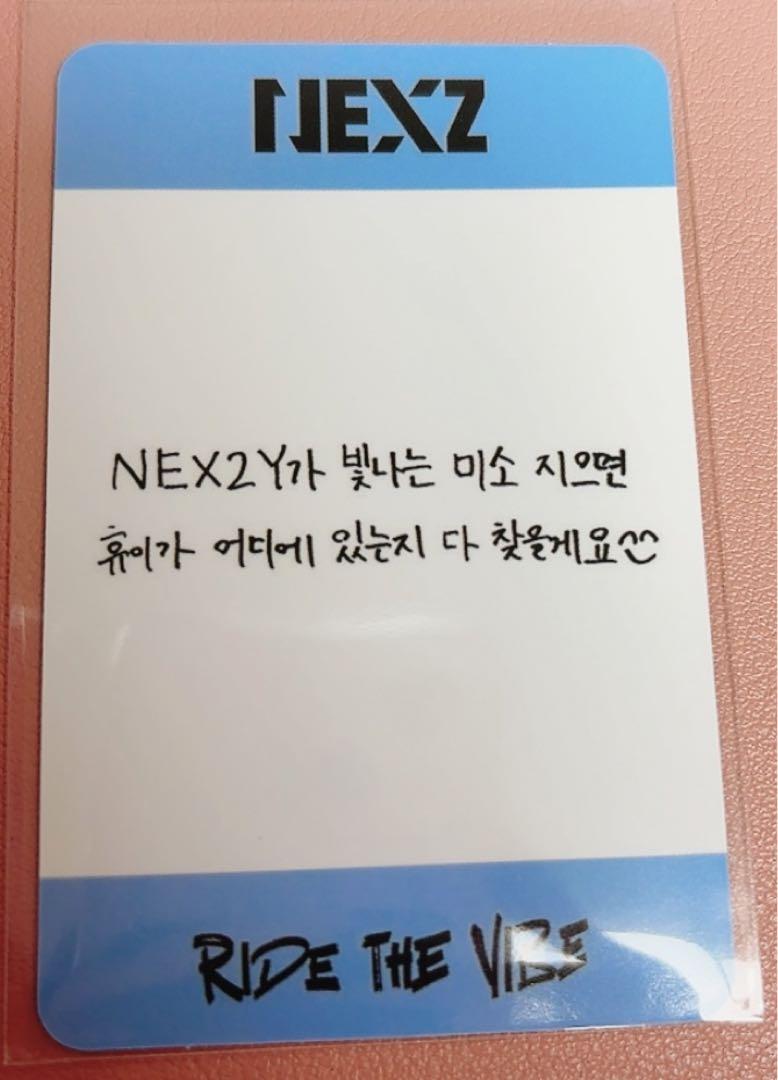 NEXZ
NEX2Y가 빛나는 미소 지으면
휴이가 어디에 있는지 다 찾을게요^^
RIDE THE VIBE